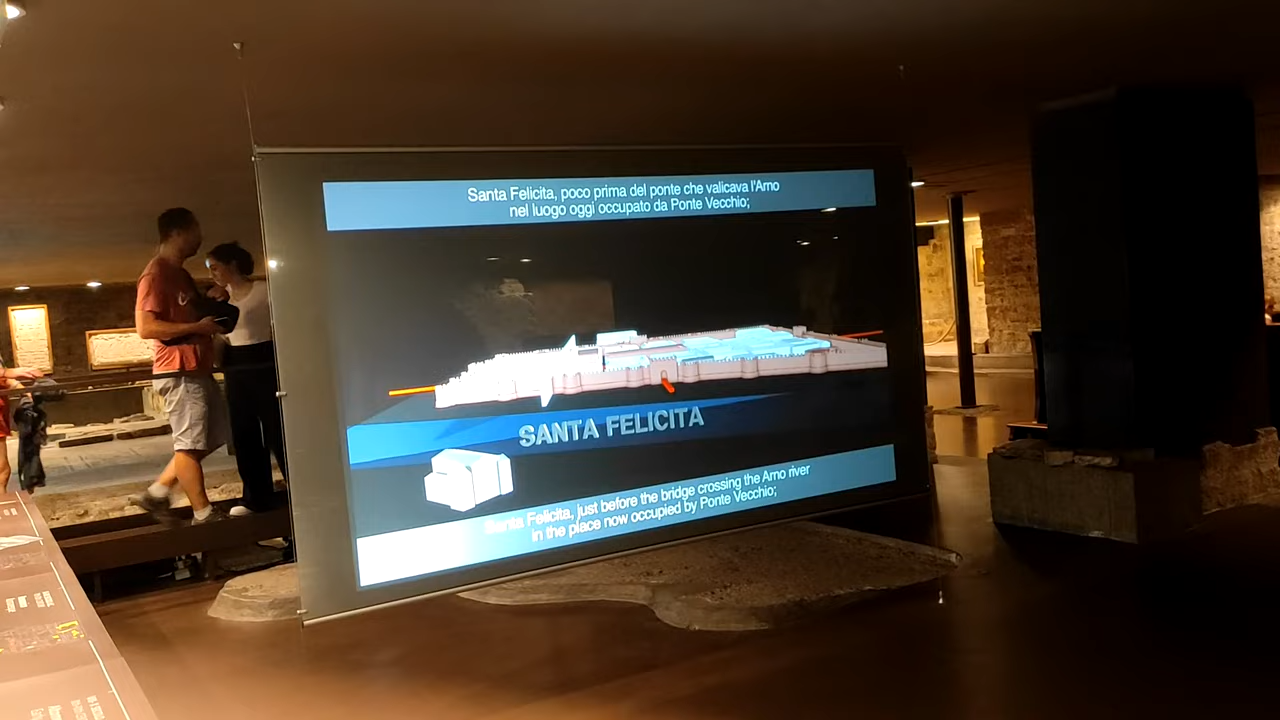 Santa Felicita, poco prima del ponte che valicava l'Arno
nel luogo oggi occupato da Ponte Vecchio;
SANTA FELICITA
Santa Felicita, just before the bridge crossing the Arno river
in the place now occupied by Ponte Vecchio;